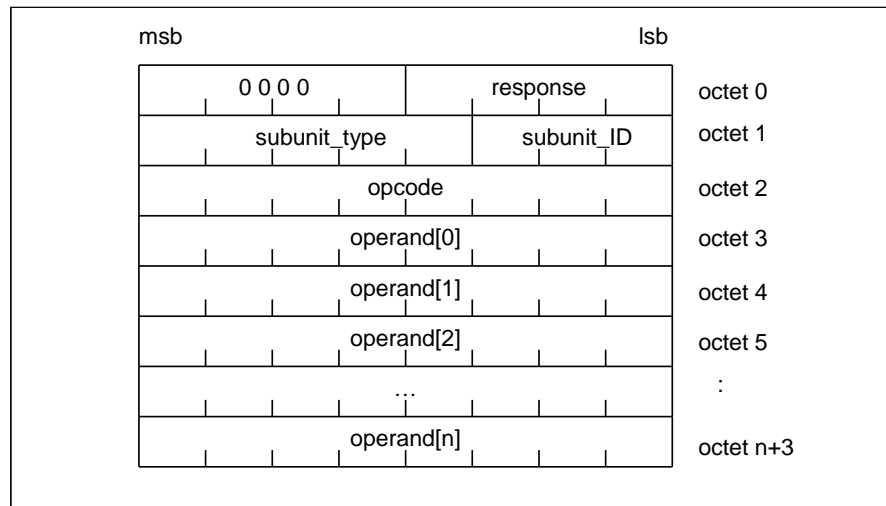 msb lsb
0 0 0 0 response octet 0
subunit_type subunit_ID octet 1
opcode octet 2
operand[0] octet 3
operand[1] octet 4
operand[2] octet 5
... :
operand[n] octet n+3